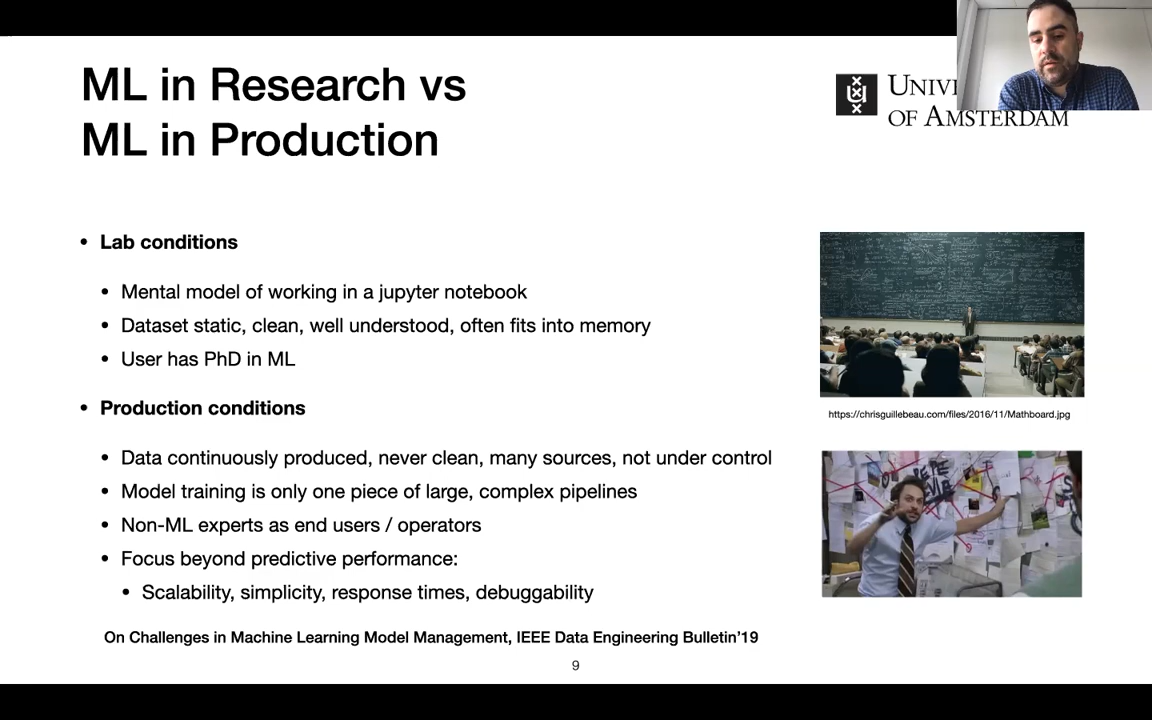 ML in Research vs
ML in Production
OF AMSTERDAM
• Lab conditions
• Mental model of working in a jupyter notebook
• Dataset static, clean, well understood, often fits into memory
• User has PhD in ML
• Production conditions
• Data continuously produced, never clean, many sources, not under control
• Model training is only one piece of large, complex pipelines
• Non-ML experts as end users / operators
• Focus beyond predictive performance:
• Scalability, simplicity, response times, debuggability
https://chrisguillebeau.com/files/2016/11/Mathboard.jpg
On Challenges in Machine Learning Model Management, IEEE Data Engineering Bulletin’19
9